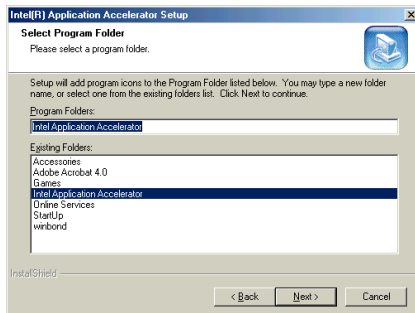 Intel(R) Application Accelerator Setup
Select Program Folder
Please select a program folder.
Setup will add program icons to the Program Folder listed below. You may type a new folder
name, or select one from the existing folders list. Click Next to continue.
Program Folders:
Intel Application Accelerator
Existing Folders:
Accessories
Adobe Acrobat 4.0
Games
Intel Application Accelerator
Online Services
StartUp
winbond
InstallShield
< Back Next > Cancel